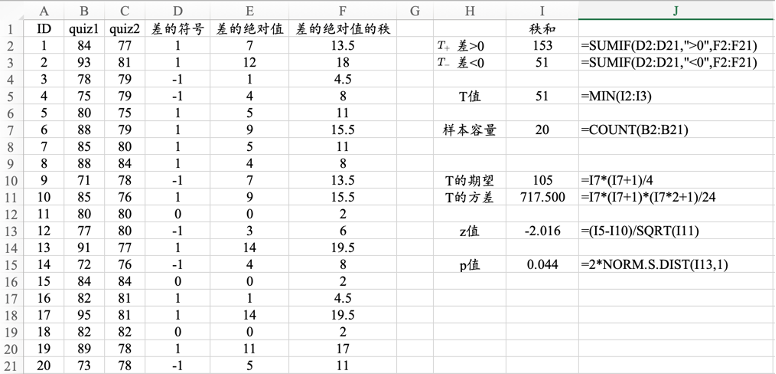 A B C D E F G H I J
1 ID quiz1 quiz2 差的符号 差的绝对值 差的绝对值的秩 秩和
2 1 84 77 1 7 13.5 T+ 差>0 153 =SUMIF(D2:D21,">0",F2:F21)
3 2 93 81 1 12 18 T− 差<0 51 =SUMIF(D2:D21,"<0",F2:F21)
4 3 78 79 -1 1 4.5
5 4 75 79 -1 4 8 T值 51 =MIN(I2:I3)
6 5 80 75 1 5 11
7 6 88 79 1 9 15.5 样本容量 20 =COUNT(B2:B21)
8 7 85 80 1 5 11
9 8 88 84 1 4 8
10 9 71 78 -1 7 13.5 T的期望 105 =I7*(I7+1)/4
11 10 85 76 1 9 15.5 T的方差 717.500 =I7*(I7+1)*(I7*2+1)/24
12 11 80 80 0 0 2
13 12 77 80 -1 3 6 z值 -2.016 =(I5-I10)/SQRT(I11)
14 13 91 77 1 14 19.5
15 14 72 76 -1 4 8 p值 0.044 =2*NORM.S.DIST(I13,1)
16 15 84 84 0 0 2
17 16 82 81 1 1 4.5
18 17 95 81 1 14 19.5
19 18 82 82 0 0 2
20 19 89 78 1 11 17
21 20 73 78 -1 5 11